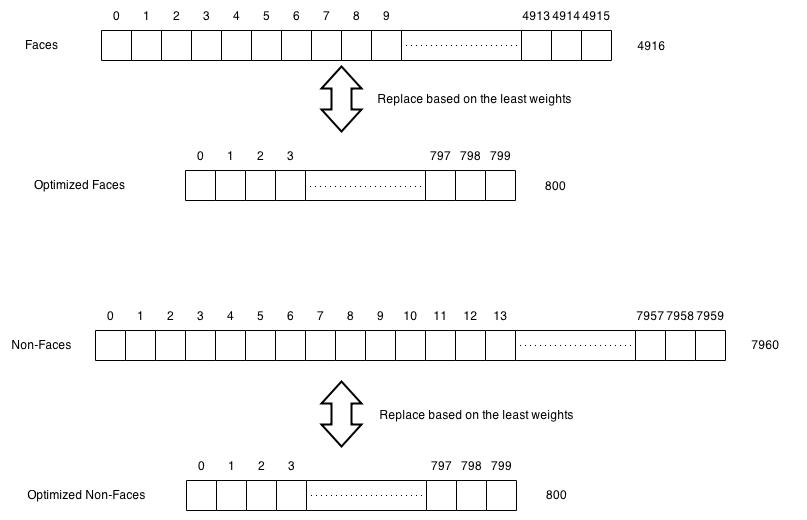 0 1 2 3 4 5 6 7 8 9 4913 4914 4915
Faces 4916
Replace based on the least weights
0 1 2 3 797 798 799
Optimized Faces 800
0 1 2 3 4 5 6 7 8 9 10 11 12 13 7957 7958 7959
Non-Faces 7960
Replace based on the least weights
0 1 2 3 797 798 799
Optimized Non-Faces 800